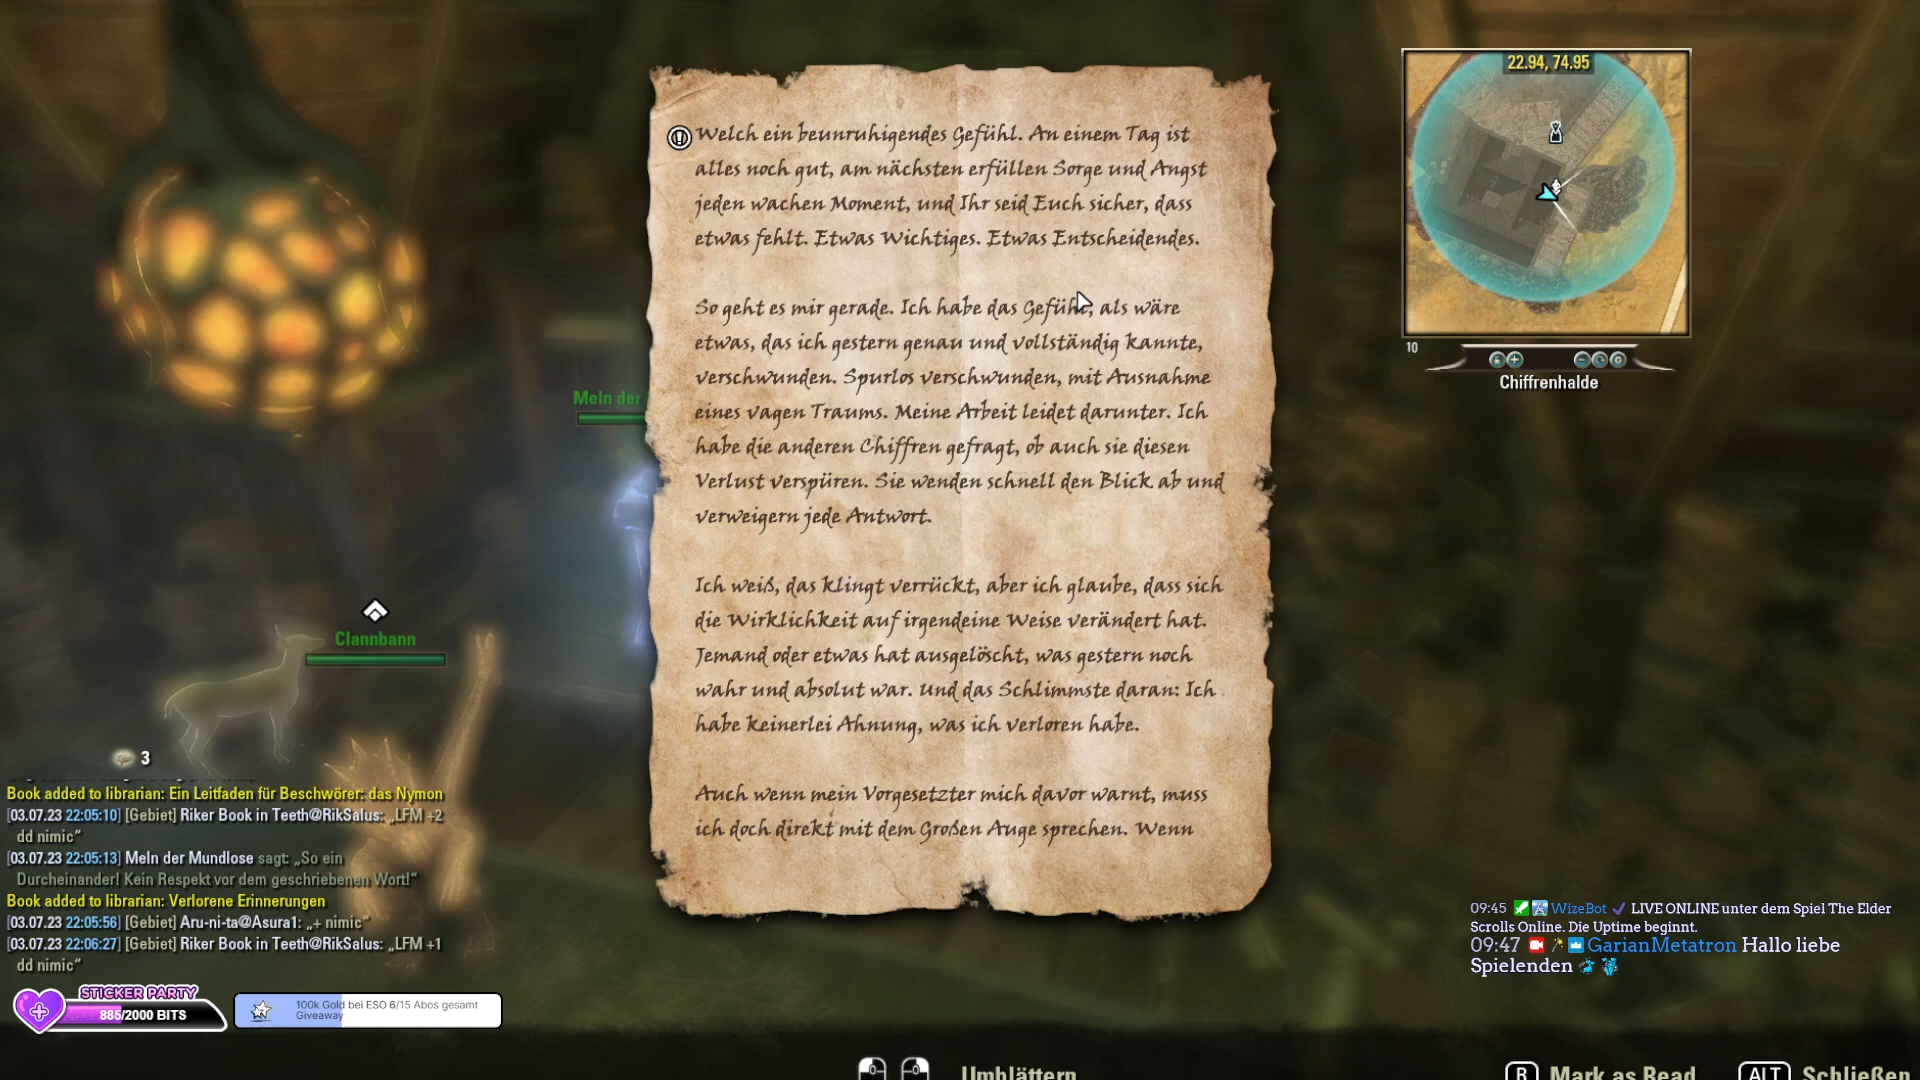 Welch ein beunruhigendes Gefühl. An einem Tag ist
alles noch gut, am nächsten erfüllen Sorge und Angst
jeden wachen Moment, und Ihr seid Euch sicher, dass
etwas fehlt. Etwas Wichtiges. Etwas Entscheidendes.
So geht es mir gerade. Ich habe das Gefühl, als wäre
etwas, das ich gestern genau und vollständig kannte,
verschwunden. Spurlos verschwunden, mit Ausnahme
eines vagen Traums. Meine Arbeit leidet darunter. Ich
habe die anderen Chiffren gefragt, ob auch sie diesen
Verlust verspüren. Sie wenden schnell den Blick ab und
verweigern jede Antwort.
Ich weiß, das klingt verrückt, aber ich glaube, dass sich
die Wirklichkeit auf irgendeine Weise verändert hat.
Jemand oder etwas hat ausgelöscht, was gestern noch
wahr und absolut war. Und das Schlimmste daran: Ich
habe keinerlei Ahnung, was ich verloren habe.
Auch wenn mein Vorgesetzter mich davor warnt, muss
ich doch direkt mit dem Großen Auge sprechen. Wenn
22.94, 74.95
10
Chiffrenhalde
Meln der
Clannbann
3
Book added to librarian: Ein Leitfaden für Beschwörer: das Nymon
[03.07.23 22:05:10] [Gebiet] Riker Book in Teeth@RikSalus: „LFM +2
dd nimic“
[03.07.23 22:05:13] Meln der Mundlose sagt: „So ein
Durcheinander! Kein Respekt vor dem geschriebenen Wort!“
Book added to librarian: Verlorene Erinnerungen
[03.07.23 22:05:56] [Gebiet] Aru-ni-ta@Asura1: „+ nimic“
[03.07.23 22:06:27] [Gebiet] Riker Book in Teeth@RikSalus: „LFM +1
dd nimic“
STICKER PARTY
885/2000 BITS
100k Gold bei ESO 6/15 Abos gesamt
Giveaway
09:45 WizeBot LIVE ONLINE unter dem Spiel The Elder
Scrolls Online. Die Uptime beginnt.
09:47 GarianMetatron Hallo liebe
Spielenden
Umblättern
R Mark as Read
ALT Schließen